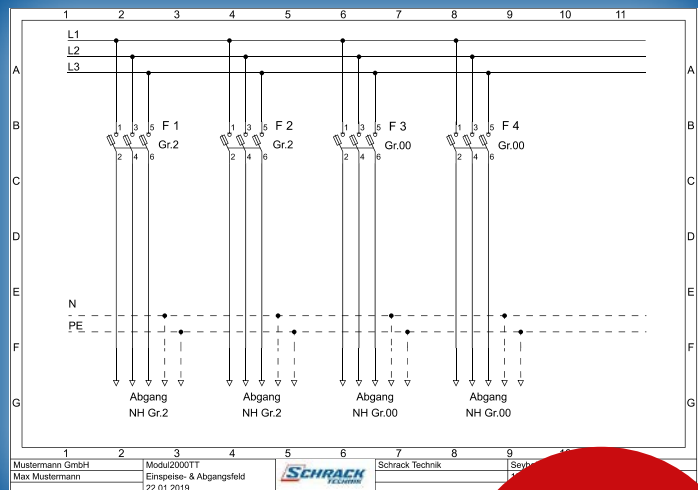 1 2 3 4 5 6 7 8 9 10 11
L1
L2
L3
A A
B B
1 3 5 F 1 1 3 5 F 2 1 3 5 F 3 1 3 5 F 4
Gr.2 Gr.2 Gr.00 Gr.00
2 4 6 2 4 6 2 4 6 2 4 6
C C
D D
E E
N
PE
F F
Abgang Abgang Abgang Abgang
G G
NH Gr.2 NH Gr.2 NH Gr.00 NH Gr.00
1 2 3 4 5 6 7 8 9
Mustermann GmbH Modul2000TT SCHRACK Schrack Technik
Max Mustermann Einspeise- & Abgangsfeld TECHNIK
22.01.2019